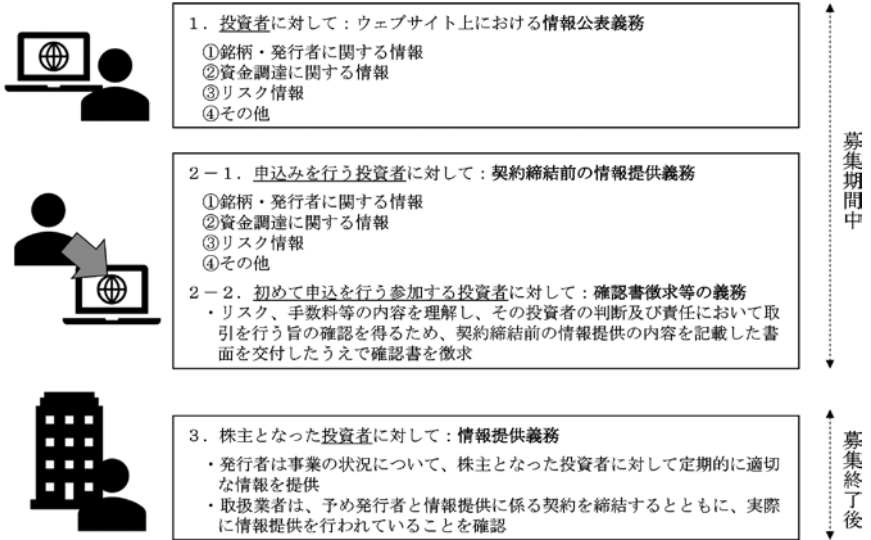 １．投資者に対して：ウェブサイト上における情報公表義務
①銘柄・発行者に関する情報
②資金調達に関する情報
③リスク情報
④その他
２－１．申込みを行う投資者に対して：契約締結前の情報提供義務
①銘柄・発行者に関する情報
②資金調達に関する情報
③リスク情報
④その他
２－２．初めて申込を行う参加する投資者に対して：確認書徴求等の義務
・リスク、手数料等の内容を理解し、その投資者の判断及び責任において取
引を行う旨の確認を得るため、契約締結前の情報提供の内容を記載した書
面を交付したうえで確認書を徴求
募集期間中
３．株主となった投資者に対して：情報提供義務
・発行者は事業の状況について、株主となった投資者に対して定期的に適切
な情報を提供
・取扱業者は、予め発行者と情報提供に係る契約を締結するとともに、実際
に情報提供を行われていることを確認
募集終了後